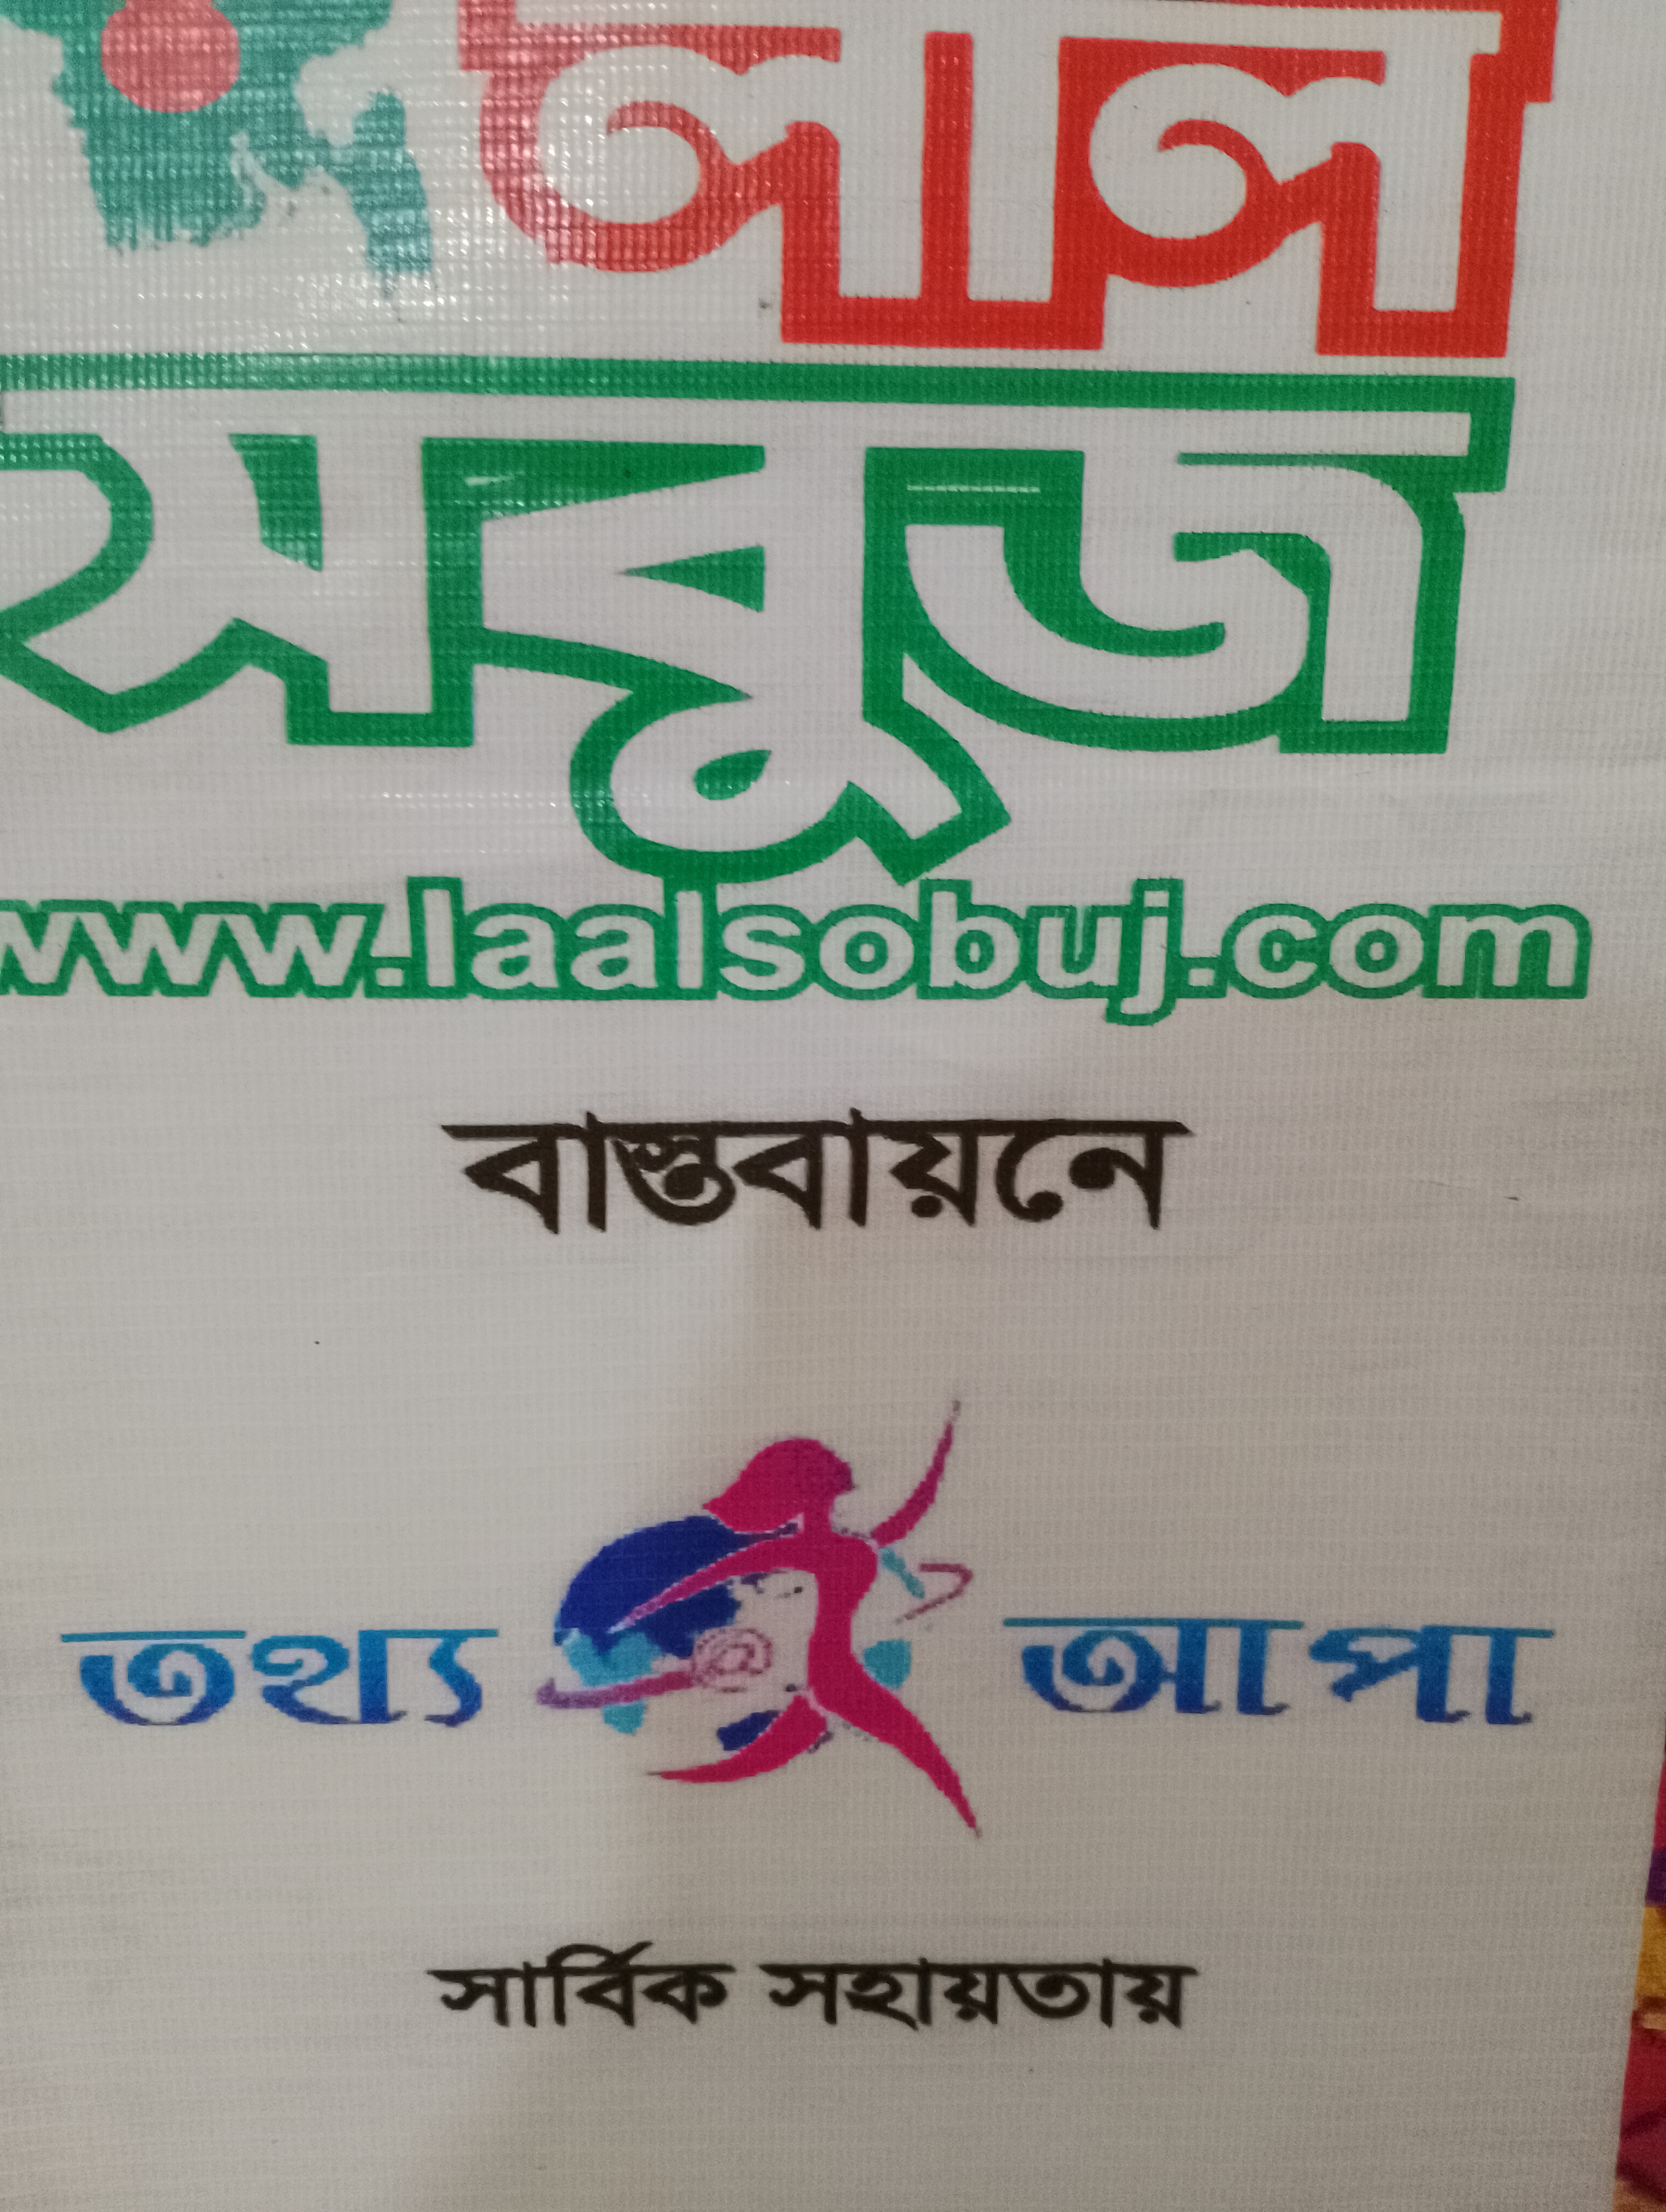 লাল
সবুজ
www.laalsobuj.com
বাস্তবায়নে
তথ্য @ আপা
সার্বিক সহায়তায়